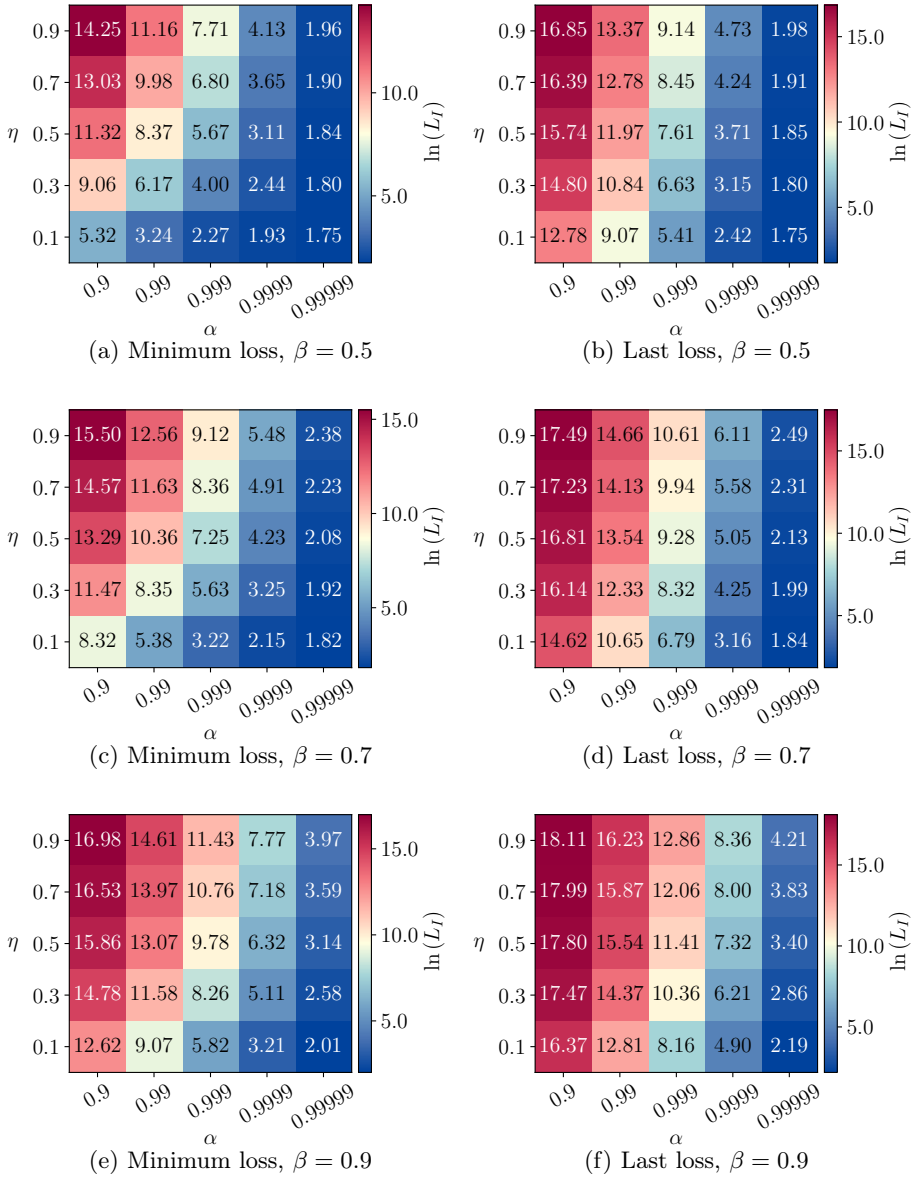 0.9 14.25 11.16 7.71 4.13 1.96
0.7 13.03 9.98 6.80 3.65 1.90
η 0.5 11.32 8.37 5.67 3.11 1.84
0.3 9.06 6.17 4.00 2.44 1.80
0.1 5.32 3.24 2.27 1.93 1.75
0.9 0.99 0.999 0.9999 0.99999
α
10.0
5.0
ln (L_I)
(a) Minimum loss, β = 0.5
0.9 16.85 13.37 9.14 4.73 1.98
0.7 16.39 12.78 8.45 4.24 1.91
η 0.5 15.74 11.97 7.61 3.71 1.85
0.3 14.80 10.84 6.63 3.15 1.80
0.1 12.78 9.07 5.41 2.42 1.75
0.9 0.99 0.999 0.9999 0.99999
α
15.0
10.0
5.0
ln (L_I)
(b) Last loss, β = 0.5
0.9 15.50 12.56 9.12 5.48 2.38
0.7 14.57 11.63 8.36 4.91 2.23
η 0.5 13.29 10.36 7.25 4.23 2.08
0.3 11.47 8.35 5.63 3.25 1.92
0.1 8.32 5.38 3.22 2.15 1.82
0.9 0.99 0.999 0.9999 0.99999
α
15.0
10.0
5.0
ln (L_I)
(c) Minimum loss, β = 0.7
0.9 17.49 14.66 10.61 6.11 2.49
0.7 17.23 14.13 9.94 5.58 2.31
η 0.5 16.81 13.54 9.28 5.05 2.13
0.3 16.14 12.33 8.32 4.25 1.99
0.1 14.62 10.65 6.79 3.16 1.84
0.9 0.99 0.999 0.9999 0.99999
α
15.0
10.0
5.0
ln (L_I)
(d) Last loss, β = 0.7
0.9 16.98 14.61 11.43 7.77 3.97
0.7 16.53 13.97 10.76 7.18 3.59
η 0.5 15.86 13.07 9.78 6.32 3.14
0.3 14.78 11.58 8.26 5.11 2.58
0.1 12.62 9.07 5.82 3.21 2.01
0.9 0.99 0.999 0.9999 0.99999
α
15.0
10.0
5.0
ln (L_I)
(e) Minimum loss, β = 0.9
0.9 18.11 16.23 12.86 8.36 4.21
0.7 17.99 15.87 12.06 8.00 3.83
η 0.5 17.80 15.54 11.41 7.32 3.40
0.3 17.47 14.37 10.36 6.21 2.86
0.1 16.37 12.81 8.16 4.90 2.19
0.9 0.99 0.999 0.9999 0.99999
α
15.0
10.0
5.0
ln (L_I)
(f) Last loss, β = 0.9